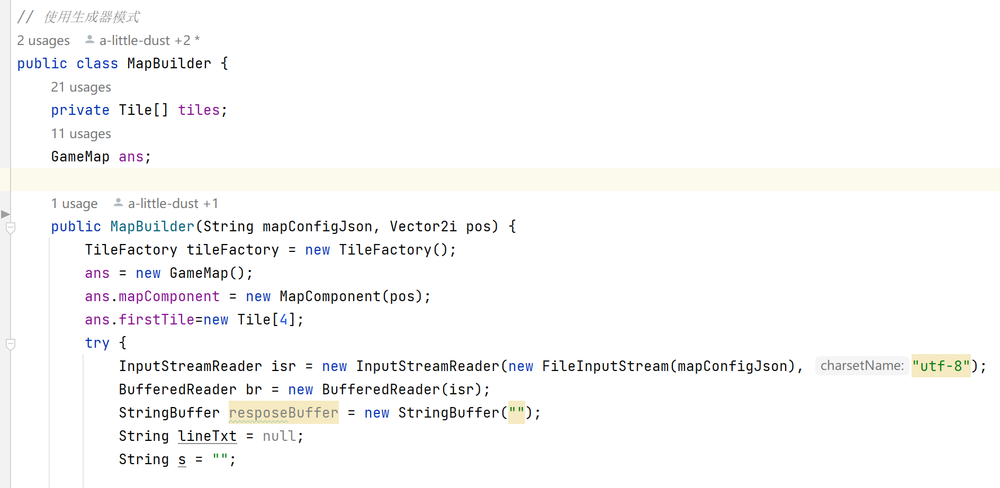 // 使用生成器模式
2 usages a-little-dust +2 *
public class MapBuilder {
21 usages
private Tile[] tiles;
11 usages
GameMap ans;
1 usage a-little-dust +1
public MapBuilder(String mapConfigJson, Vector2i pos) {
TileFactory tileFactory = new TileFactory();
ans = new GameMap();
ans.mapComponent = new MapComponent(pos);
ans.firstTile=new Tile[4];
try {
InputStreamReader isr = new InputStreamReader(new FileInputStream(mapConfigJson), charsetName: "utf-8");
BufferedReader br = new BufferedReader(isr);
StringBuffer resposeBuffer = new StringBuffer("");
String lineTxt = null;
String s = "";